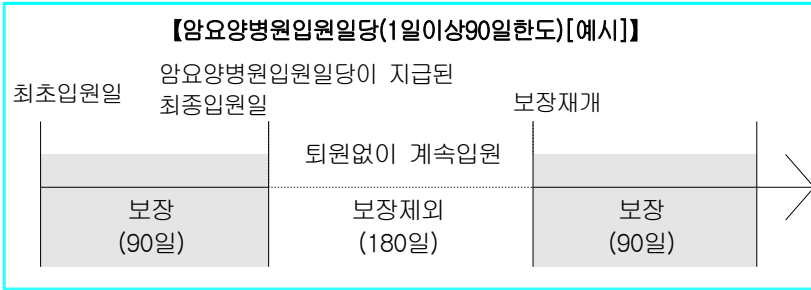 【암요양병원입원일당(1일이상90일한도)[예시]】
최초입원일
암요양병원입원일당이 지급된
최종입원일
보장재개
퇴원없이 계속입원
보장
(90일)
보장제외
(180일)
보장
(90일)